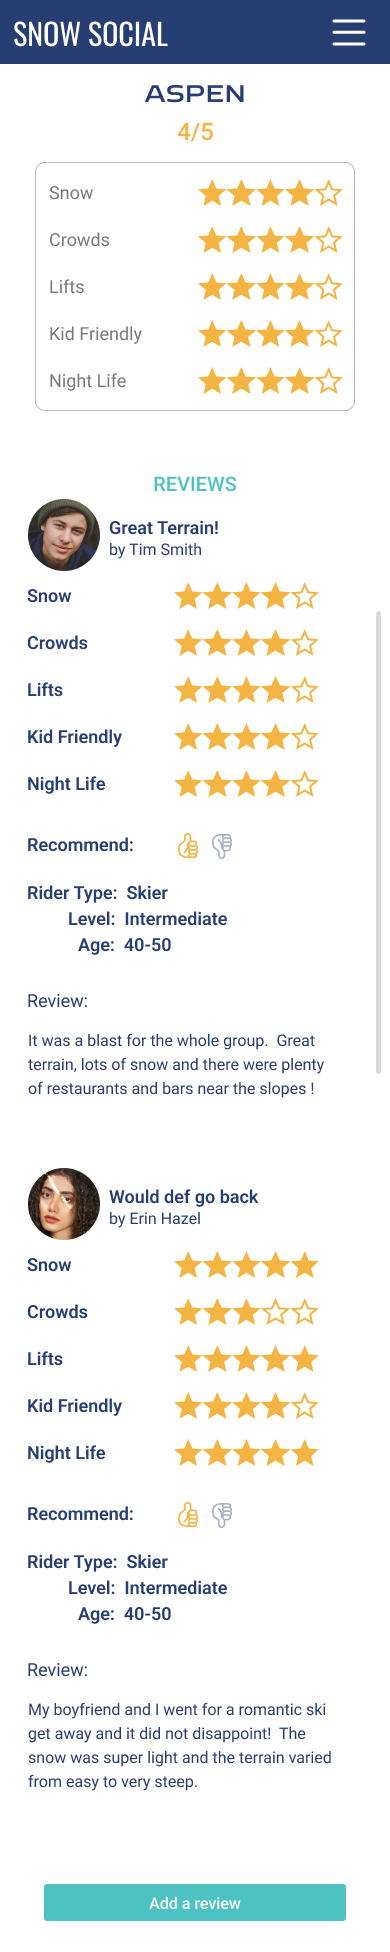 SNOW SOCIAL
ASPEN
4/5
Snow
Crowds
Lifts
Kid Friendly
Night Life
REVIEWS
Great Terrain!
by Tim Smith
Snow
Crowds
Lifts
Kid Friendly
Night Life
Recommend:
Rider Type: Skier
Level: Intermediate
Age: 40-50
Review:
It was a blast for the whole group. Great
terrain, lots of snow and there were plenty
of restaurants and bars near the slopes !
Would def go back
by Erin Hazel
Snow
Crowds
Lifts
Kid Friendly
Night Life
Recommend:
Rider Type: Skier
Level: Intermediate
Age: 40-50
Review:
My boyfriend and I went for a romantic ski
get away and it did not disappoint! The
snow was super light and the terrain varied
from easy to very steep.
Add a review